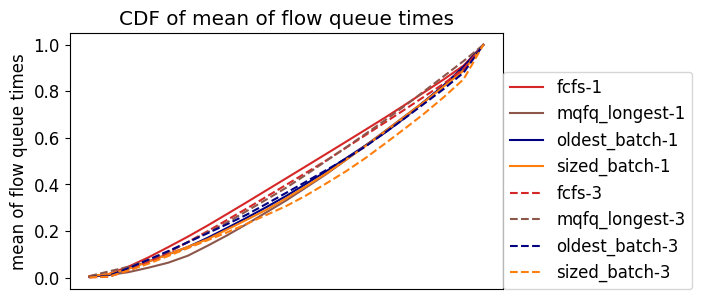 CDF of mean of flow queue times
mean of flow queue times
1.0
0.8
0.6
0.4
0.2
0.0
fcfs-1
mqfq_longest-1
oldest_batch-1
sized_batch-1
fcfs-3
mqfq_longest-3
oldest_batch-3
sized_batch-3